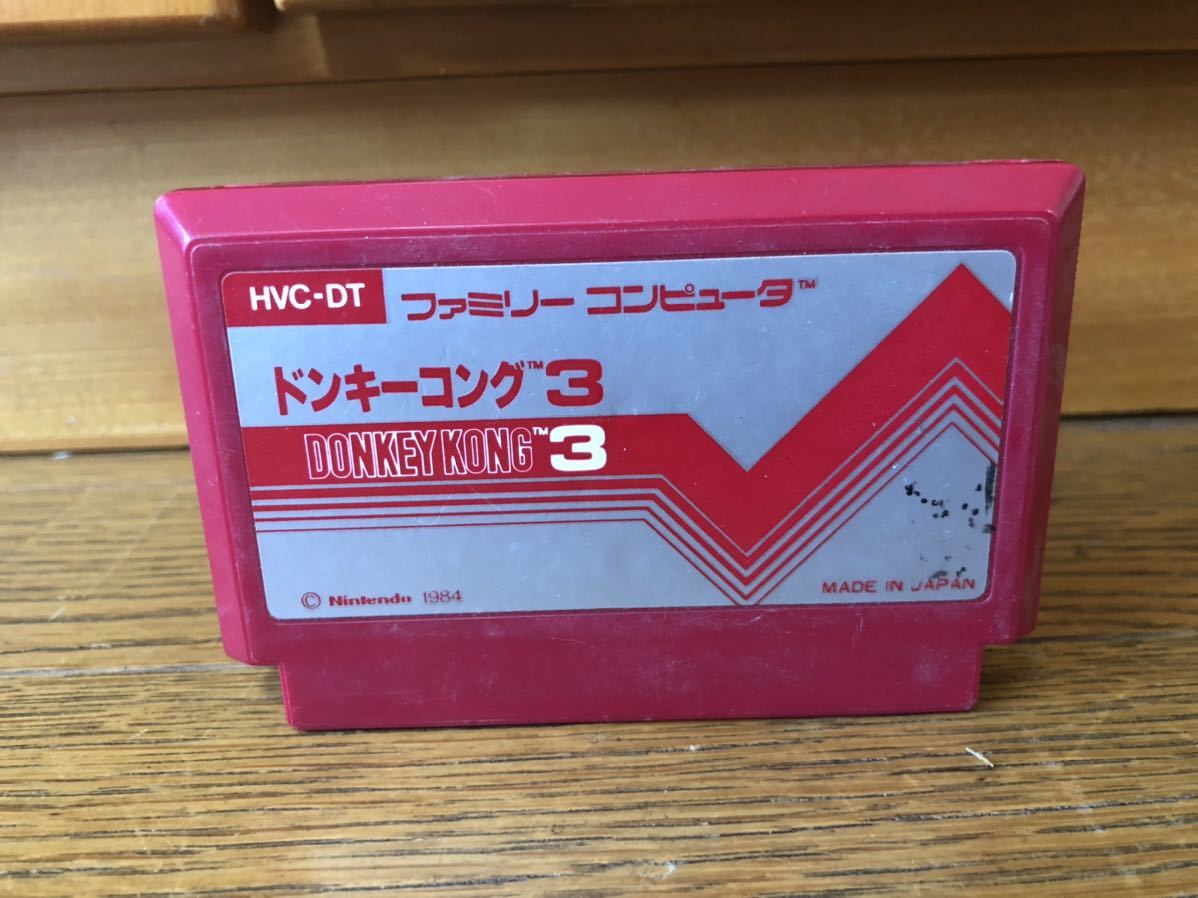 HVC-DT ファミリー コンピュータ™
ドンキーコング™3
DONKEY KONG™3
© Nintendo 1984
MADE IN JAPAN